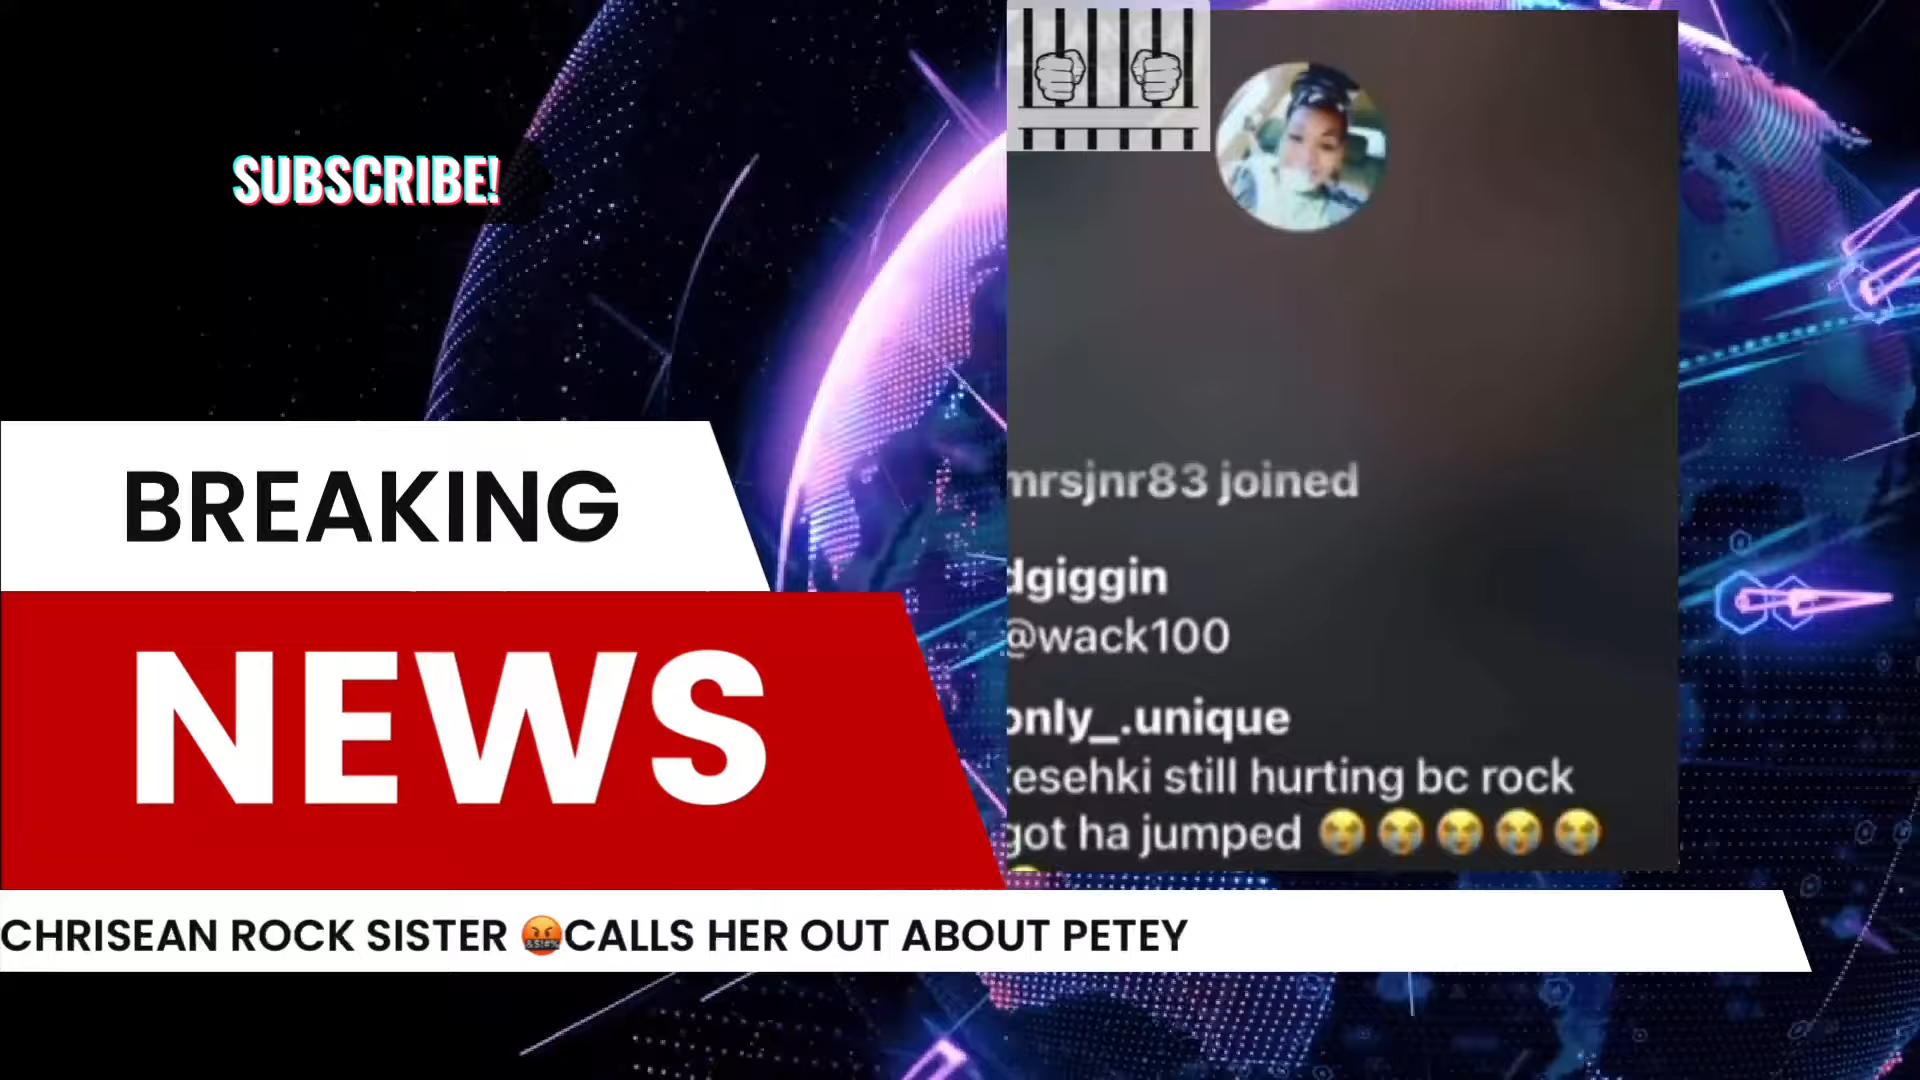 SUBSCRIBE!
BREAKING
NEWS
mrsjnr83 joined
dgiggin
@wack100
only_.unique
tesehki still hurting bc rock
got ha jumped 😭😭😭😭😭
CHRISEAN ROCK SISTER 🤬CALLS HER OUT ABOUT PETEY